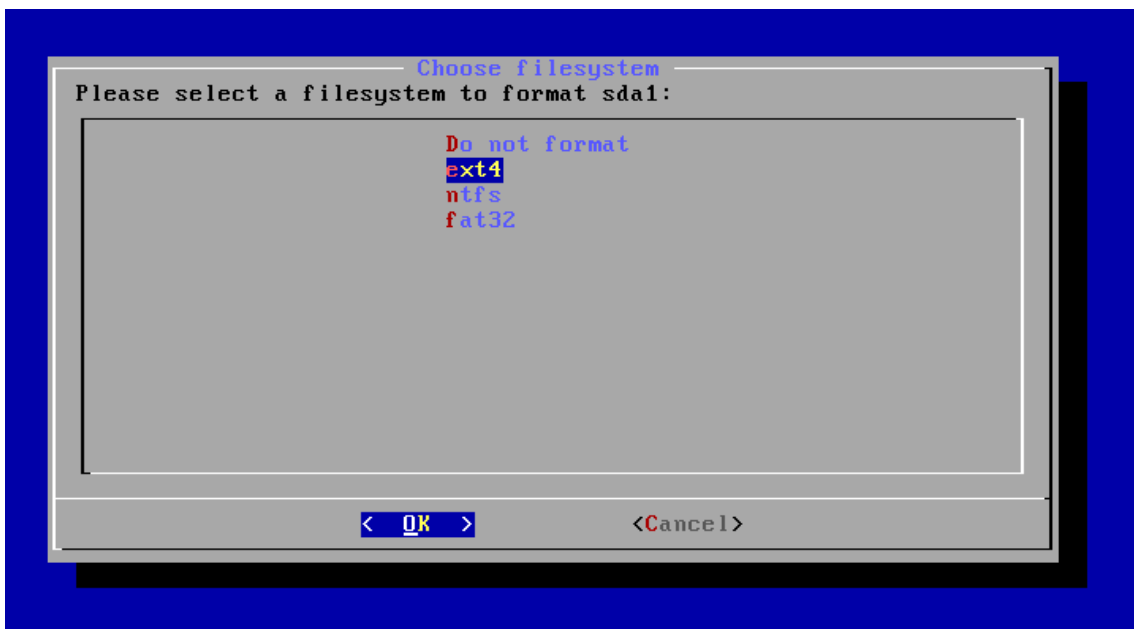 Choose filesystem
Please select a filesystem to format sda1:
Do not format
ext4
ntfs
fat32
< OK > <Cancel>